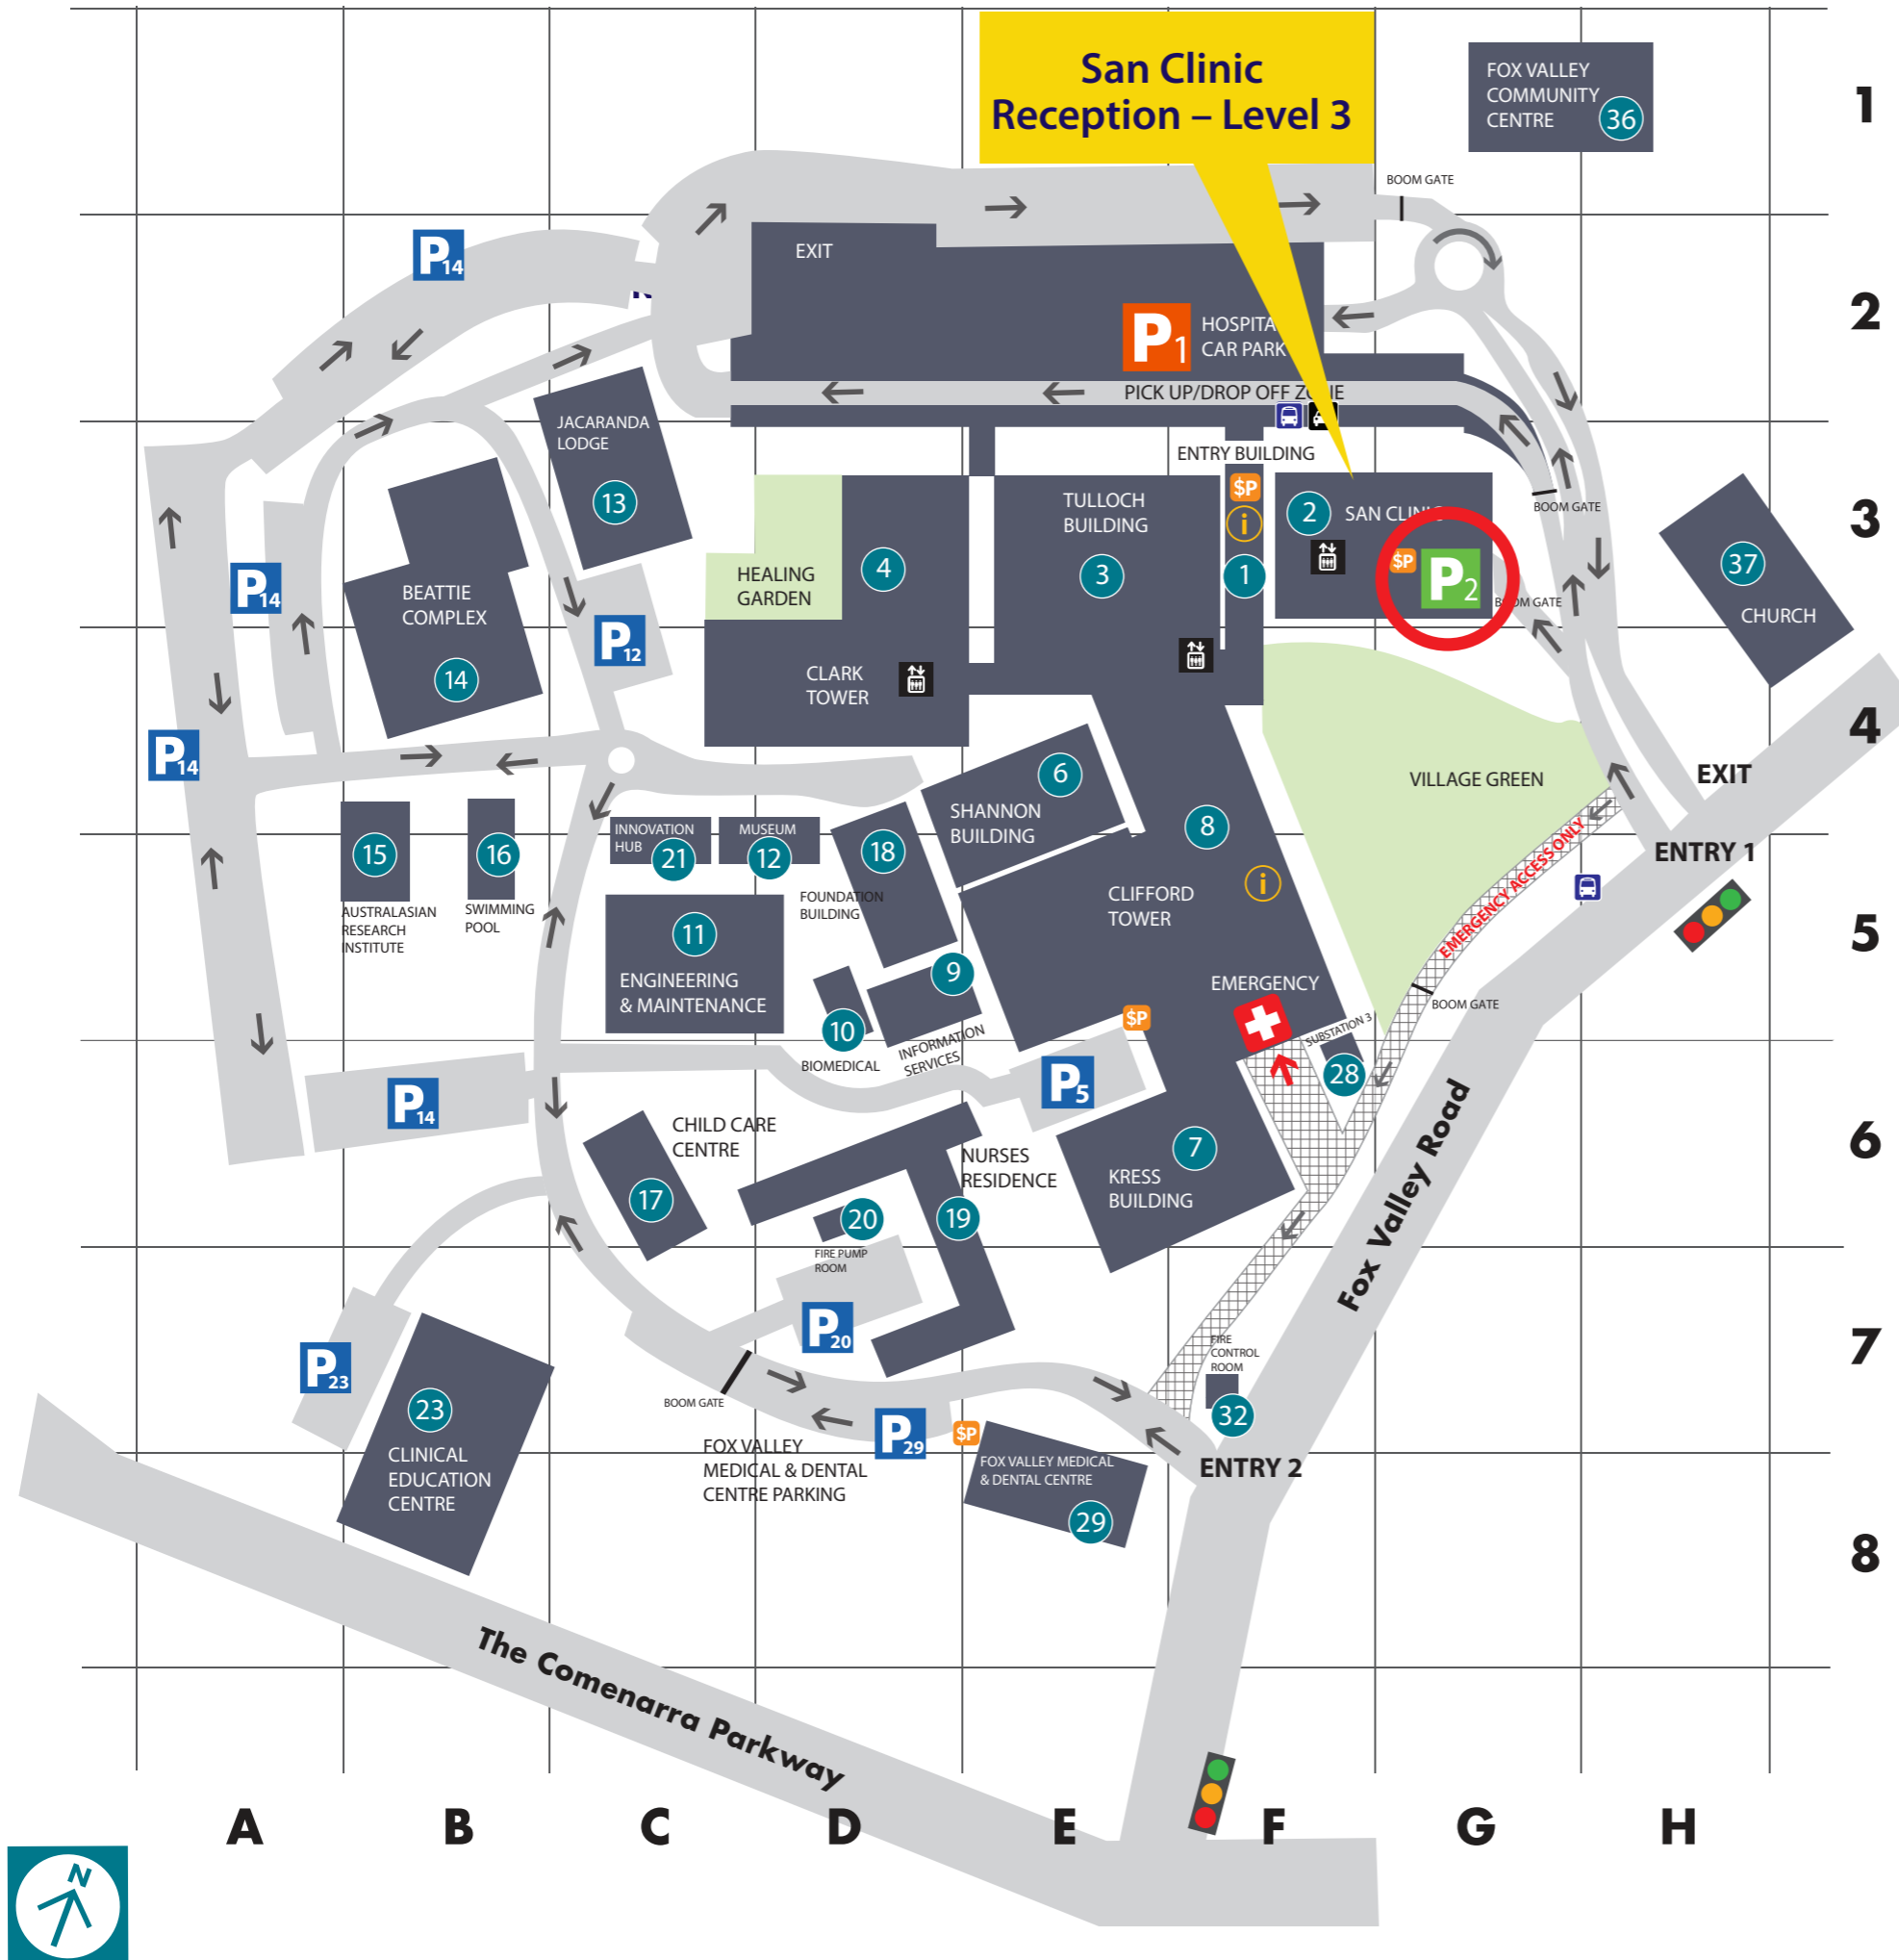 San Clinic
Reception – Level 3
FOX VALLEY
COMMUNITY
CENTRE
36
1
BOOM GATE
P14
EXIT
2
P1
HOSPITAL
CAR PARK
PICK UP/DROP OFF ZONE
JACARANDA
LODGE
13
ENTRY BUILDING
TULLOCH
BUILDING
3
$P
i
1
2
SAN CLINIC
$P
P2
BOOM GATE
BOOM GATE
3
37
CHURCH
HEALING
GARDEN
4
P14
BEATTIE
COMPLEX
14
P12
CLARK
TOWER
P14
4
VILLAGE GREEN
EXIT
ENTRY 1
EMERGENCY ACCESS ONLY
6
SHANNON
BUILDING
8
CLIFFORD
TOWER
i
15
AUSTRALASIAN
RESEARCH
INSTITUTE
16
SWIMMING
POOL
INNOVATION
HUB
21
MUSEUM
12
18
FOUNDATION
BUILDING
11
ENGINEERING
& MAINTENANCE
9
INFORMATION
SERVICES
10
BIOMEDICAL
5
EMERGENCY
$P
SUBSTATION 3
28
BOOM GATE
P14
P5
CHILD CARE
CENTRE
17
NURSES
RESIDENCE
19
20
FIRE PUMP
ROOM
7
KRESS
BUILDING
6
Fox Valley Road
P20
P23
FIRE
CONTROL
ROOM
32
7
BOOM GATE
23
CLINICAL
EDUCATION
CENTRE
P29
$P
FOX VALLEY
MEDICAL & DENTAL
CENTRE PARKING
FOX VALLEY MEDICAL
& DENTAL CENTRE
29
ENTRY 2
8
The Comenarra Parkway
A
B
C
D
E
F
G
H
N